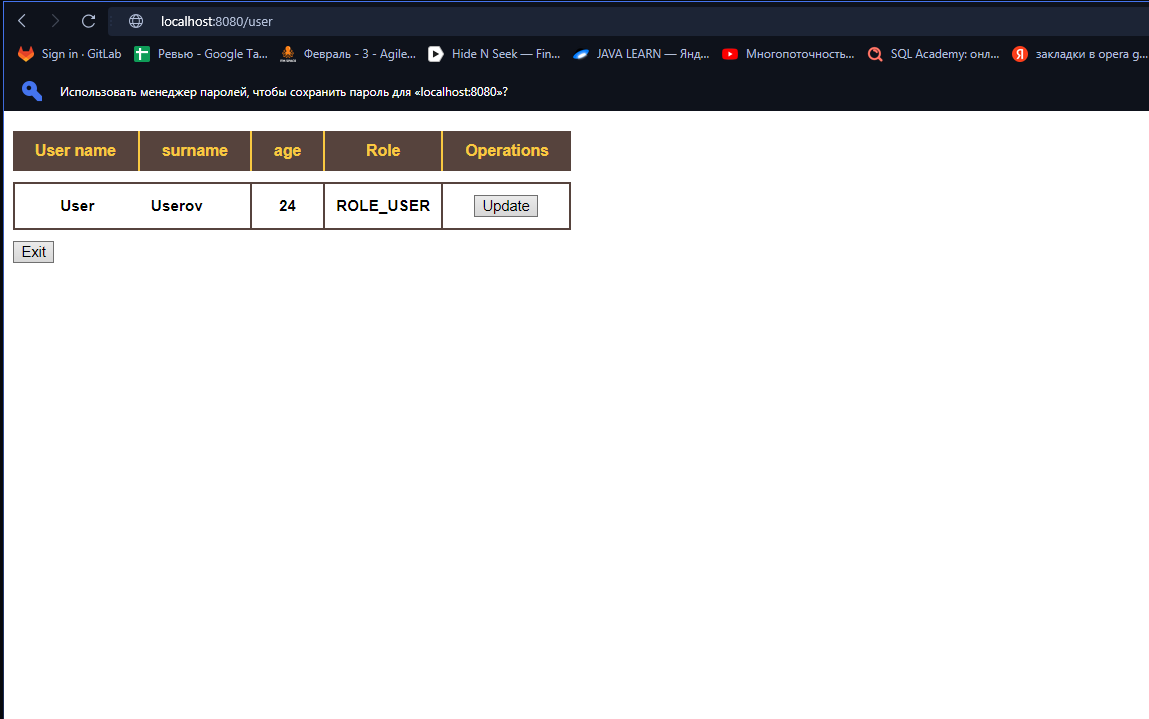 localhost:8080/user
Sign in · GitLab Ревью - Google Та... Февраль - 3 - Agile... Hide N Seek — Fin... JAVA LEARN — Янд... Многопоточность... SQL Academy: онл... Я закладки в opera g...
Использовать менеджер паролей, чтобы сохранить пароль для «localhost:8080»?
User name surname age Role Operations
User Userov 24 ROLE_USER Update
Exit